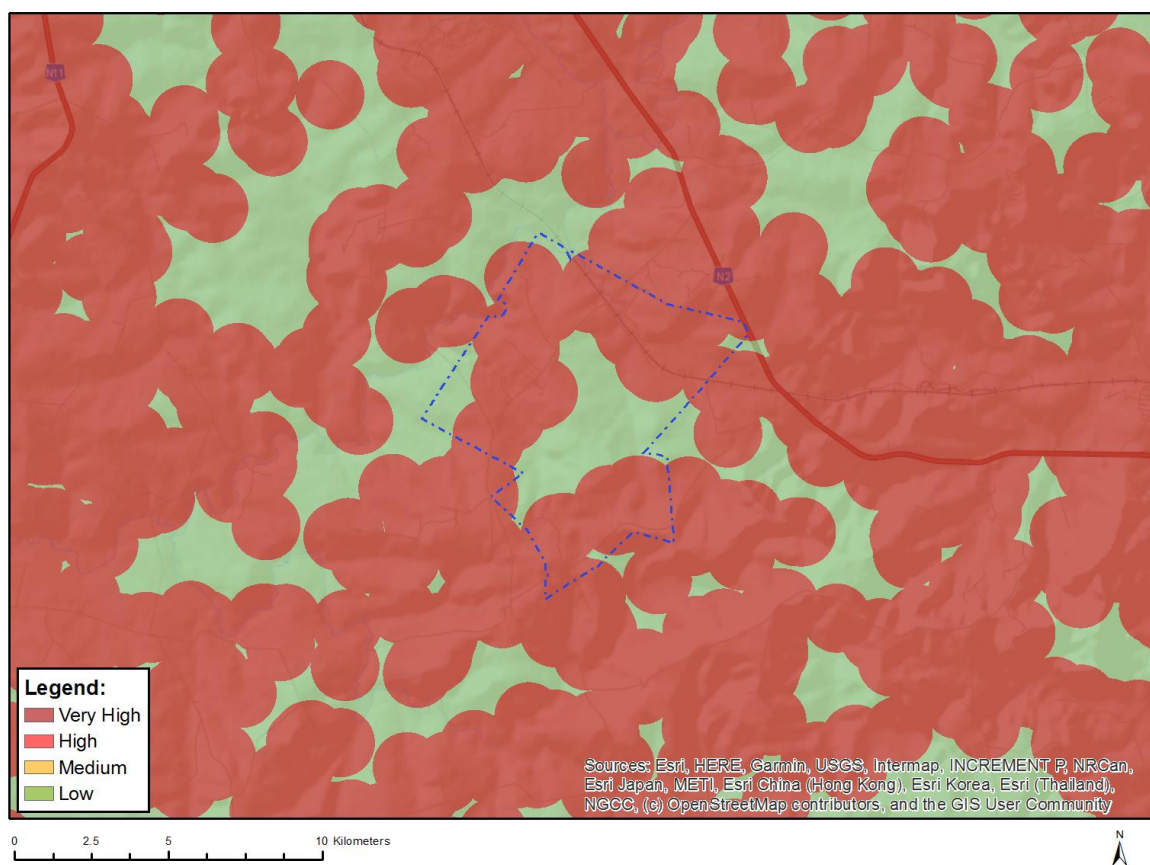 N11
N2
Legend:
Very High
High
Medium
Low
Sources: Esri, HERE, Garmin, USGS, Intermap, INCREMENT P, NRCan,
Esri Japan, METI, Esri China (Hong Kong), Esri Korea, Esri (Thailand),
NGCC, (c) OpenStreetMap contributors, and the GIS User Community
0 2.5 5 10 Kilometers
N